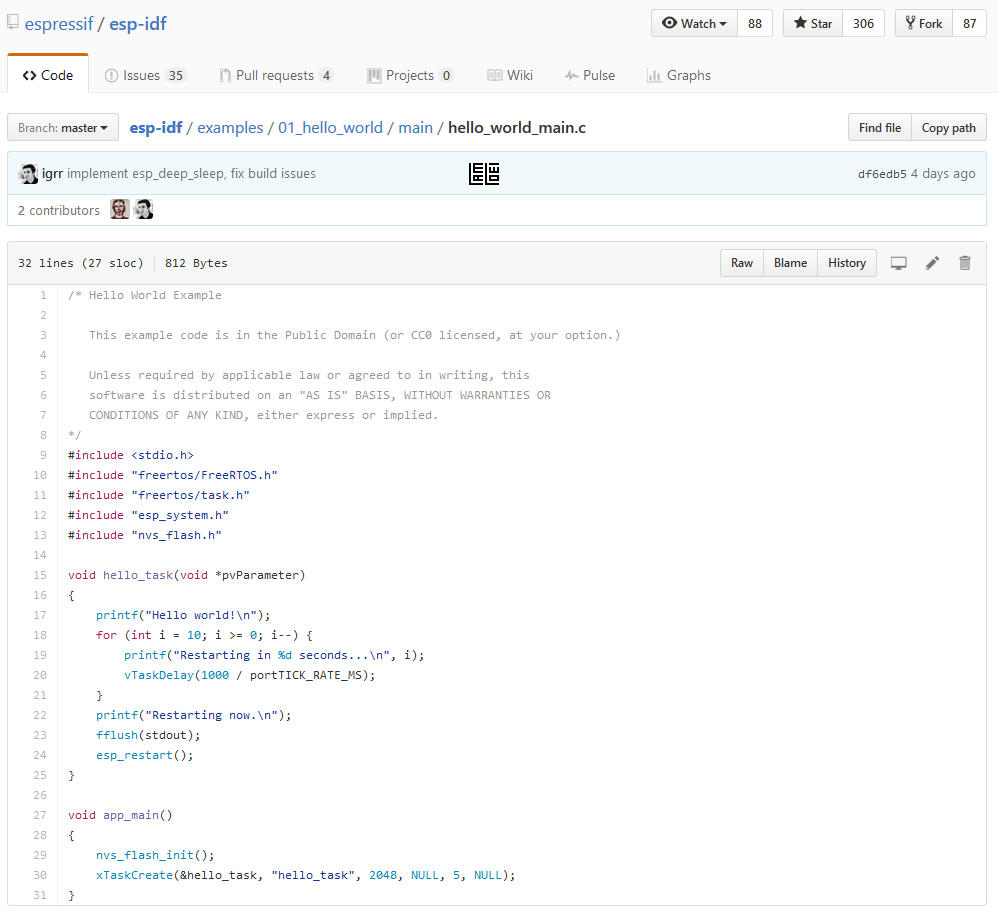 espressif / esp-idf
Watch 88 Star 306 Fork 87
Code Issues 35 Pull requests 4 Projects 0 Wiki Pulse Graphs
Branch: master esp-idf / examples / 01_hello_world / main / hello_world_main.c Find file Copy path
igrr implement esp_deep_sleep, fix build issues df6edb5 4 days ago
2 contributors
32 lines (27 sloc) 812 Bytes Raw Blame History
1 /* Hello World Example
2
3 This example code is in the Public Domain (or CC0 licensed, at your option.)
4
5 Unless required by applicable law or agreed to in writing, this
6 software is distributed on an "AS IS" BASIS, WITHOUT WARRANTIES OR
7 CONDITIONS OF ANY KIND, either express or implied.
8 */
9 #include <stdio.h>
10 #include "freertos/FreeRTOS.h"
11 #include "freertos/task.h"
12 #include "esp_system.h"
13 #include "nvs_flash.h"
14
15 void hello_task(void *pvParameter)
16 {
17 printf("Hello world!\n");
18 for (int i = 10; i >= 0; i--) {
19 printf("Restarting in %d seconds...\n", i);
20 vTaskDelay(1000 / portTICK_RATE_MS);
21 }
22 printf("Restarting now.\n");
23 fflush(stdout);
24 esp_restart();
25 }
26
27 void app_main()
28 {
29 nvs_flash_init();
30 xTaskCreate(&hello_task, "hello_task", 2048, NULL, 5, NULL);
31 }